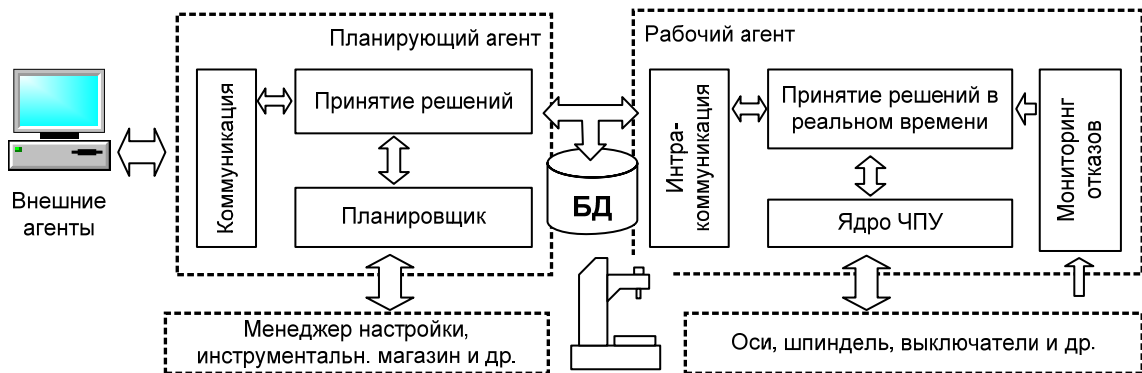 Планирующий агент
Рабочий агент
Внешние
агенты
Коммуникация
Принятие решений
Планировщик
БД
Интра-
коммуникация
Принятие решений в
реальном времени
Ядро ЧПУ
Мониторинг
отказов
Менеджер настройки,
инструментальн. магазин и др.
Оси, шпиндель, выключатели и др.